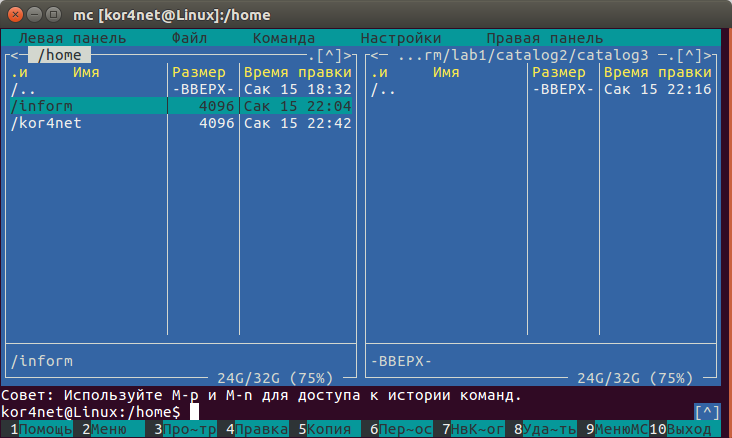 mc [kor4net@Linux]:/home
Левая панель Файл Команда Настройки Правая панель
<─ /home .[^]> <─ ...rm/lab1/catalog2/catalog3 ─.[^]>
.и Имя Размер Время правки .и Имя Размер Время правки
/.. -ВВЕРХ- Сак 15 18:32 /.. -ВВЕРХ- Сак 15 22:16
/inform 4096 Сак 15 22:04
/kor4net 4096 Сак 15 22:42
/inform -ВВЕРХ-
24G/32G (75%) 24G/32G (75%)
Совет: Используйте M-p и M-n для доступа к истории команд.
kor4net@Linux:/home$ [^]
1Помощь 2Меню 3Про~тр 4Правка 5Копия 6Пер~ос 7НвК~ог 8Уда~ть 9МенюMC 10Выход